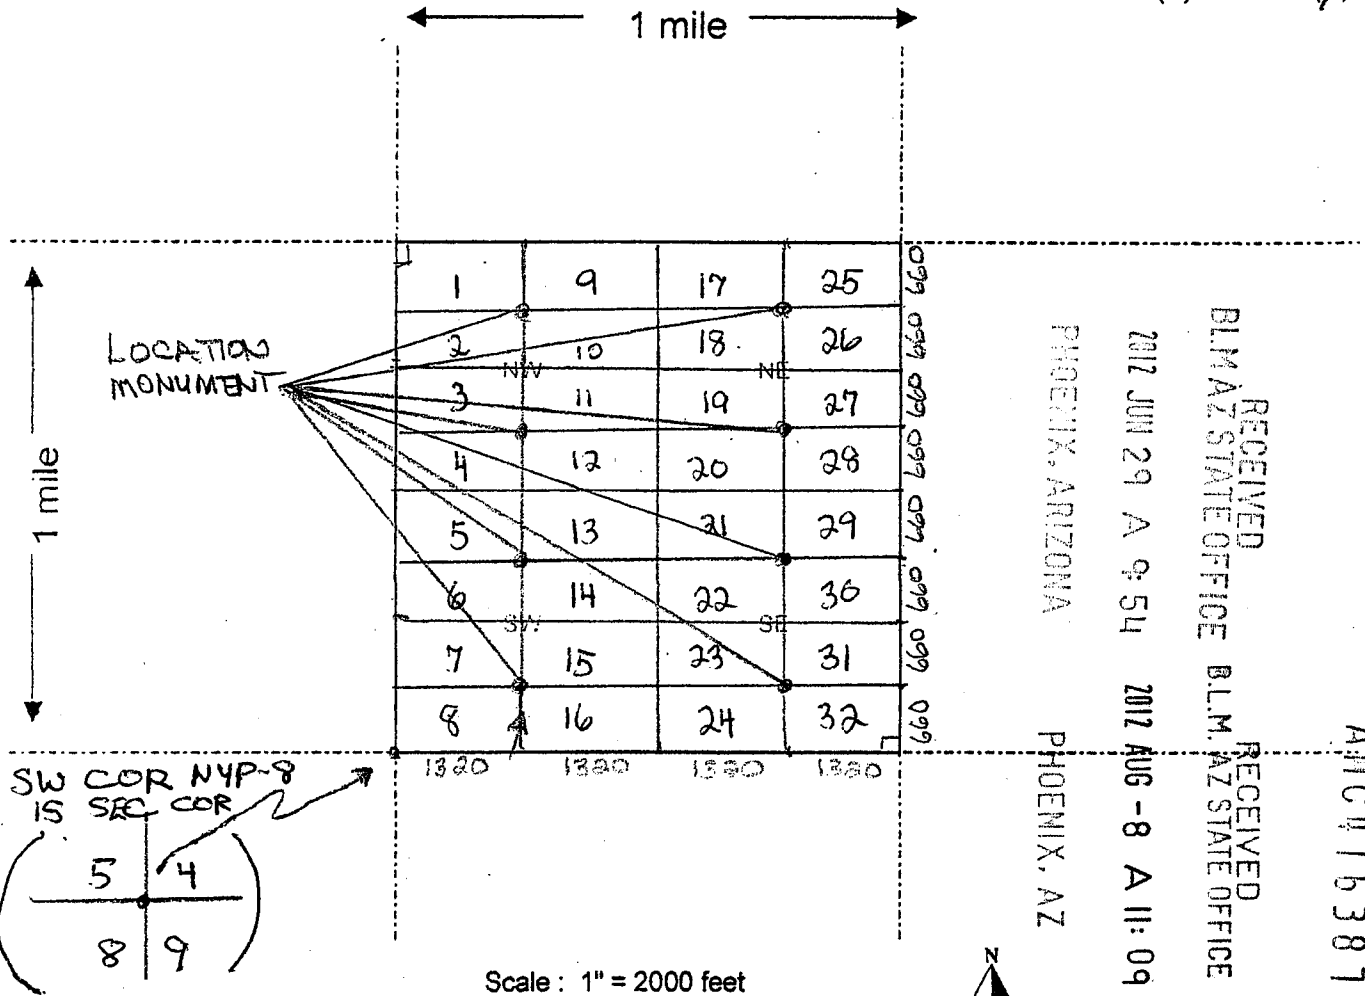 1 mile
1 mile
LOCATION
MONUMENT
1 9 17 25
2 10 18 26
NW NE
3 11 19 27
4 12 20 28
5 13 21 29
6 14 22 30
SW SE
7 15 23 31
8 16 24 32
660
660
660
660
660
660
660
660
1320 1320 1320 1320
SW COR NYP-8
IS SEC COR
5 4
8 9
Scale : 1" = 2000 feet
N
RECEIVED
BLM AZ STATE OFFICE
2012 JUN 29 A 9:54
PHOENIX, ARIZONA
RECEIVED
B.L.M. AZ STATE OFFICE
2012 AUG -8 A 11:09
PHOENIX, AZ